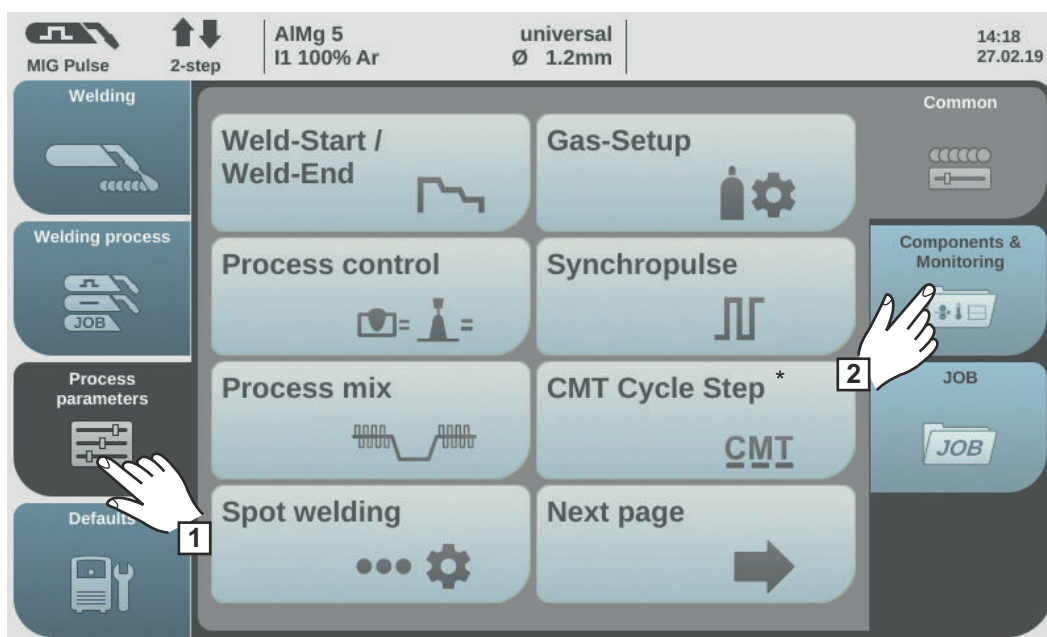 MIG Pulse
2-step
AlMg 5
I1 100% Ar
universal
Ø 1.2mm
14:18
27.02.19
Welding
Welding process
JOB
Process
parameters
Defaults
1
Weld-Start /
Weld-End
Gas-Setup
Process control
= =
Synchropulse
Process mix
CMT Cycle Step *
CMT
Spot welding
Next page
Common
Components &
Monitoring
2
JOB
JOB